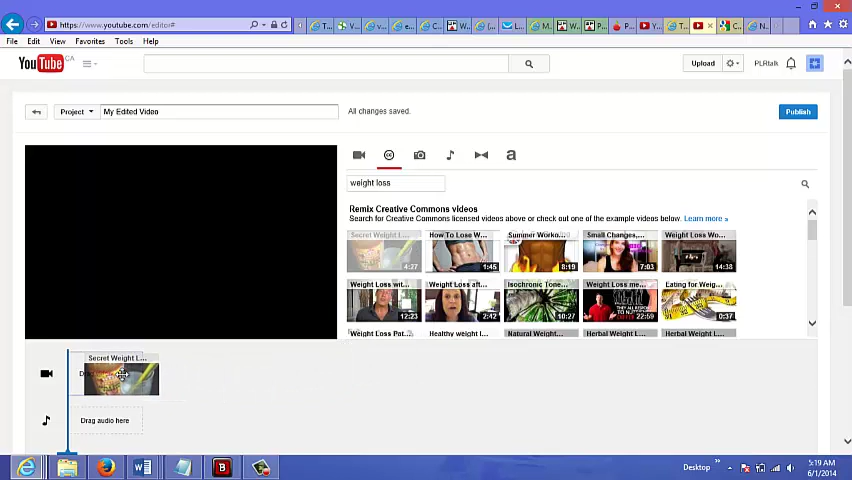 https://www.youtube.com/editor#
File Edit View Favorites Tools Help
YouTube CA
Upload
PLRtalk
Project
My Edited Video
All changes saved.
Publish
weight loss
Remix Creative Commons videos
Search for Creative Commons licensed videos above or check out one of the example videos below. Learn more »
Secret Weight L... How To Lose W... Summer Worko... Small Changes,... Weight Loss Wo...
4:37 1:45 8:19 7:03 14:38
Weight Loss wit... Weight Loss aft... Isochronic Tone... Weight Loss me... Eating for Weig...
12:23 2:42 10:27 22:59 0:37
Weight Loss Pat... Healthy weight l... Natural Weight... Herbal Weight... Herbal Weight...
Secret Weight L...
Drag audio here
Desktop
5:19 AM
6/1/2014